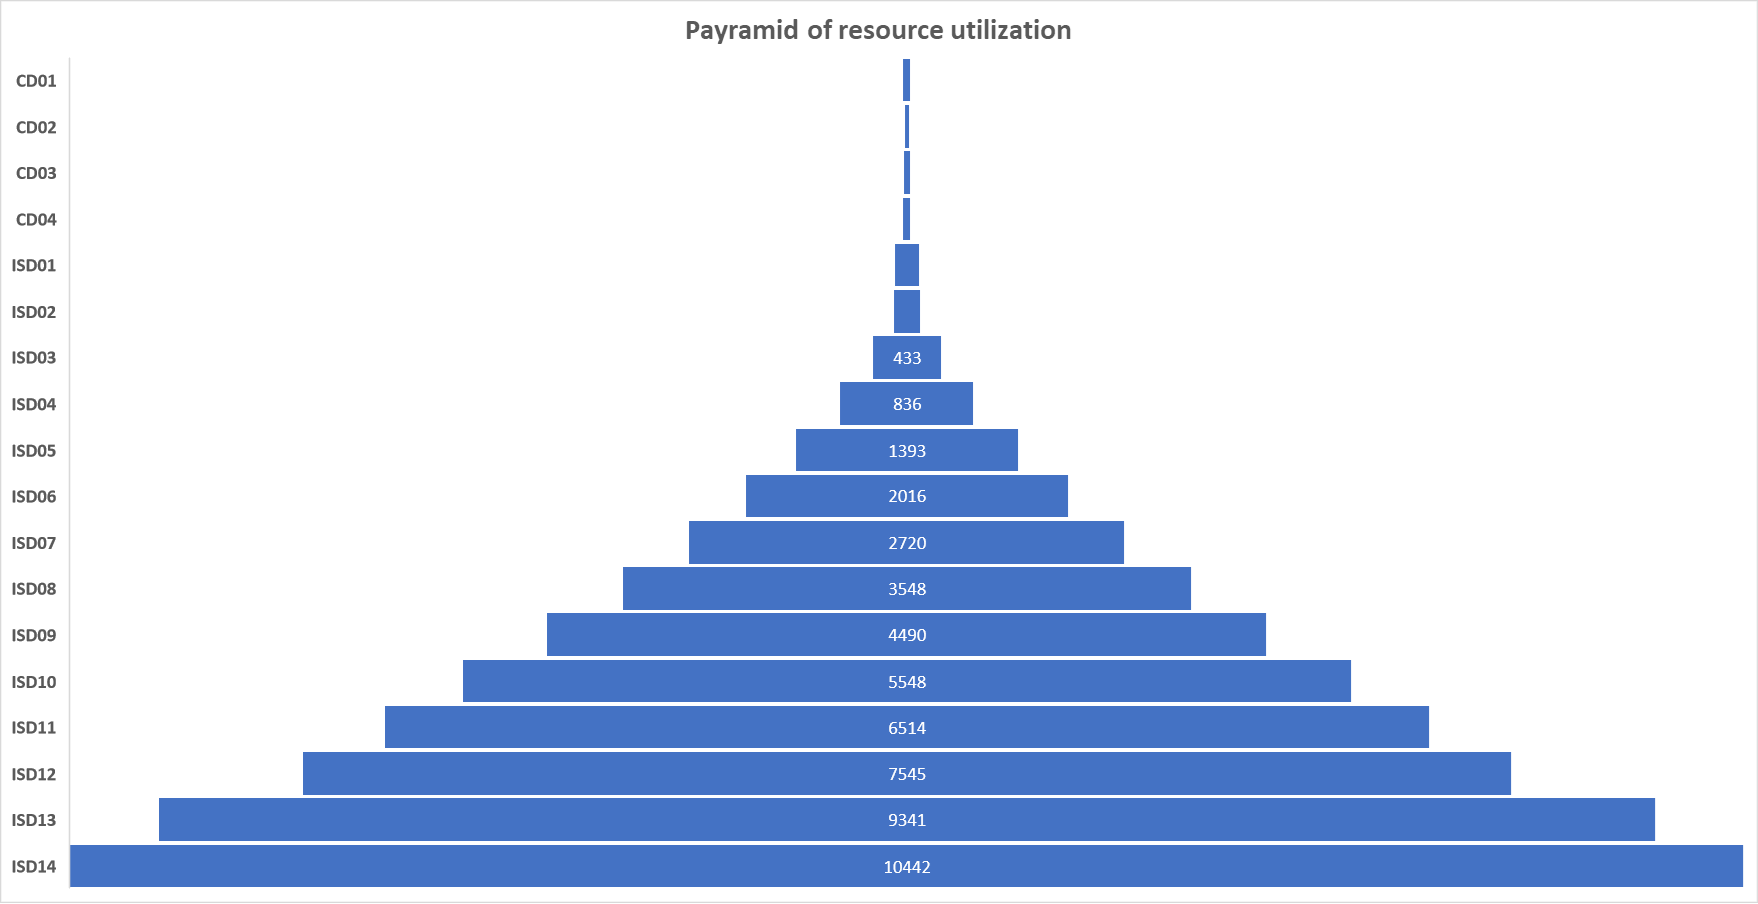 Payramid of resource utilization
CD01
CD02
CD03
CD04
ISD01
ISD02
ISD03 433
ISD04 836
ISD05 1393
ISD06 2016
ISD07 2720
ISD08 3548
ISD09 4490
ISD10 5548
ISD11 6514
ISD12 7545
ISD13 9341
ISD14 10442